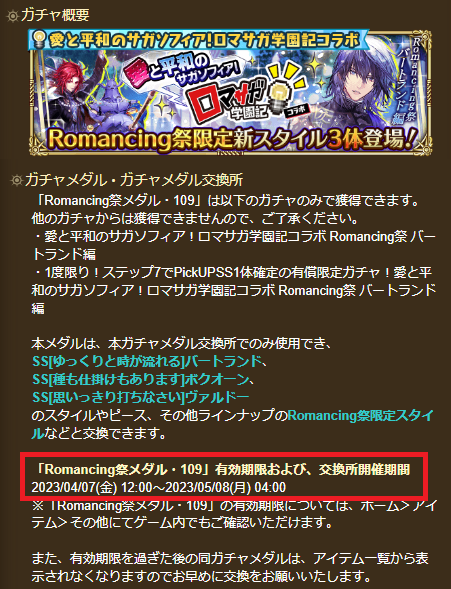 ガチャ概要
愛と平和のサガソフィア!ロマサガ学園記コラボ
愛と平和の
サガソフィア!
ロマサガ
学園記
コラボ
Romancing祭
バートランド編
Romancing祭限定新スタイル3体登場!
ガチャメダル・ガチャメダル交換所
「Romancing祭メダル・109」は以下のガチャのみで獲得できます。
他のガチャからは獲得できませんので、ご了承ください。
・愛と平和のサガソフィア！ロマサガ学園記コラボ Romancing祭 バー
トランド編
・1度限り！ステップ7でPickUPSS1体確定の有償限定ガチャ！愛と平
和のサガソフィア！ロマサガ学園記コラボ Romancing祭 バートランド
編
本メダルは、本ガチャメダル交換所でのみ使用でき、
SS[ゆっくりと時が流れる]バートランド、
SS[種も仕掛けもあります]ボクオーン、
SS[思いっきり打ちなさい]ヴァルドー
のスタイルやピース、その他ラインナップのRomancing祭限定スタイ
ルなどと交換できます。
「Romancing祭メダル・109」有効期限および、交換所開催期間
2023/04/07(金) 12:00～2023/05/08(月) 04:00
※「Romancing祭メダル・109」の有効期限については、ホーム＞アイ
テム＞その他にてゲーム内でもご確認いただけます。
また、有効期限を過ぎた後の同ガチャメダルは、アイテム一覧から表
示されなくなりますのでお早めに交換をお願いいたします。